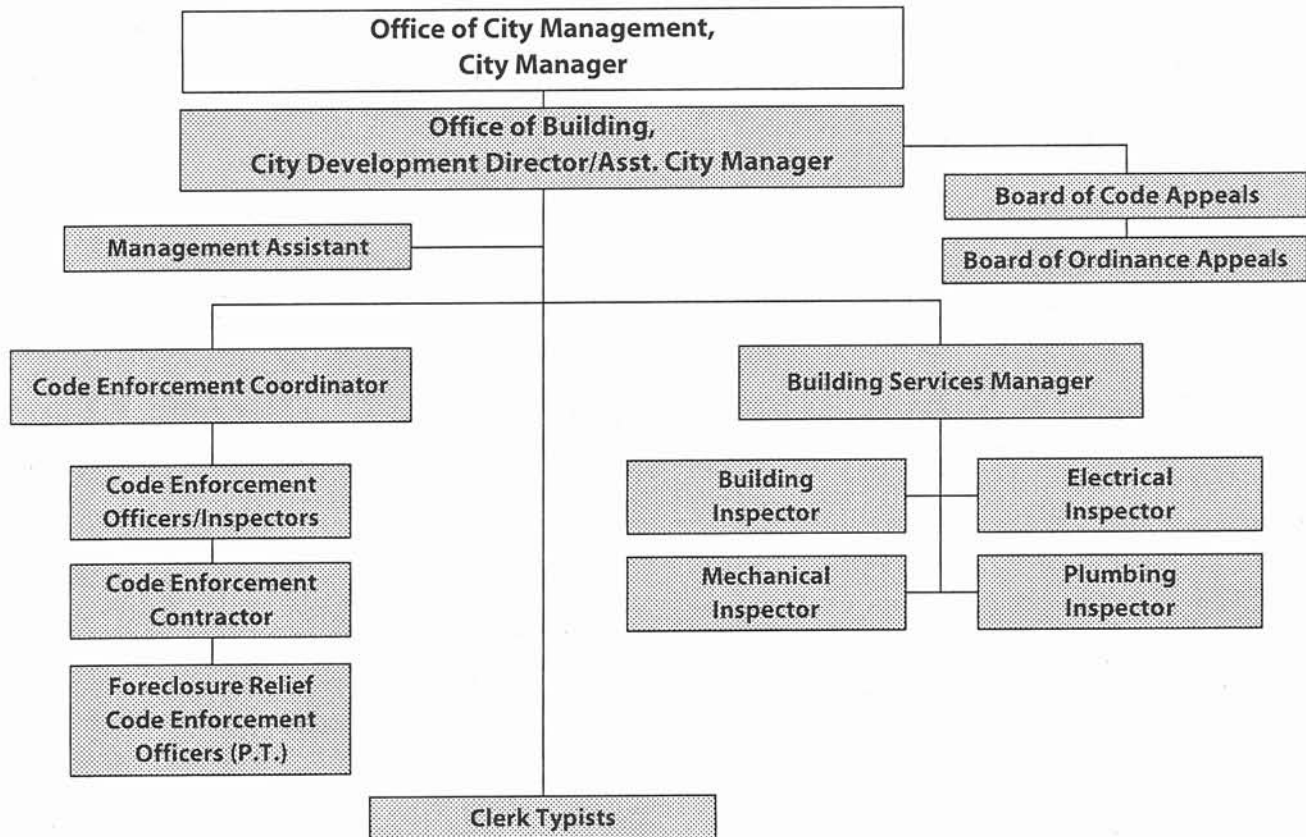 Office of City Management,
City Manager
Office of Building,
City Development Director/Asst. City Manager
Board of Code Appeals
Management Assistant
Board of Ordinance Appeals
Code Enforcement Coordinator
Building Services Manager
Code Enforcement
Officers/Inspectors
Code Enforcement
Contractor
Foreclosure Relief
Code Enforcement
Officers (P.T.)
Building
Inspector
Electrical
Inspector
Mechanical
Inspector
Plumbing
Inspector
Clerk Typists